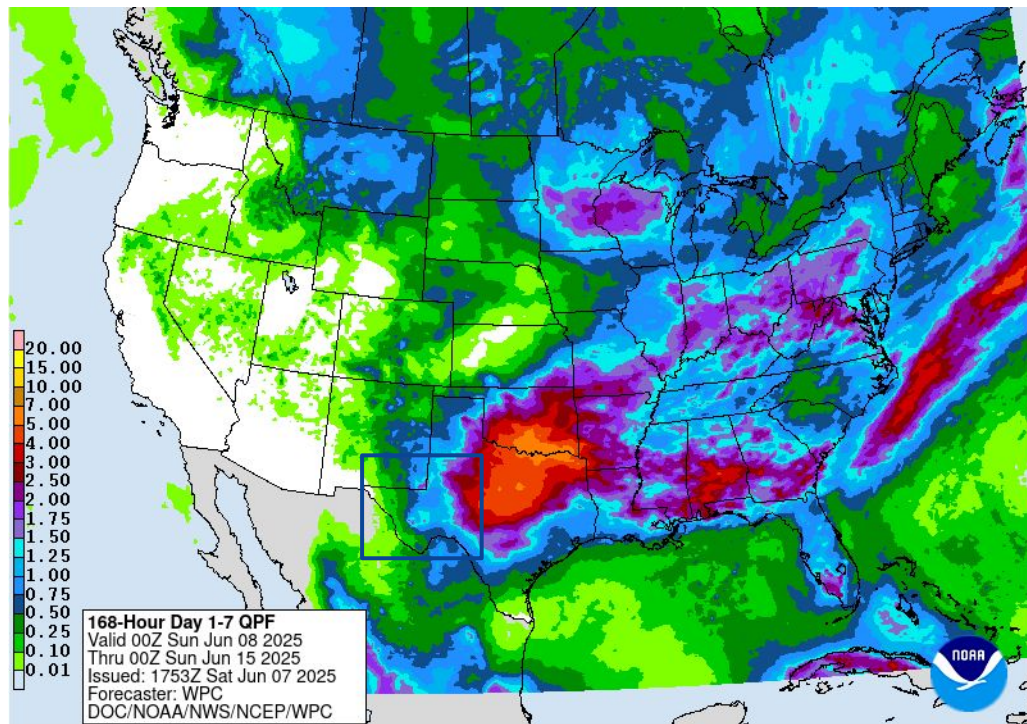 20.00
15.00
10.00
7.00
5.00
4.00
3.00
2.50
2.00
1.75
1.50
1.25
1.00
0.75
0.50
0.25
0.10
0.01
168-Hour Day 1-7 QPF
Valid 00Z Sun Jun 08 2025
Thru 00Z Sun Jun 15 2025
Issued: 1753Z Sat Jun 07 2025
Forecaster: WPC
DOC/NOAA/NWS/NCEP/WPC
NOAA